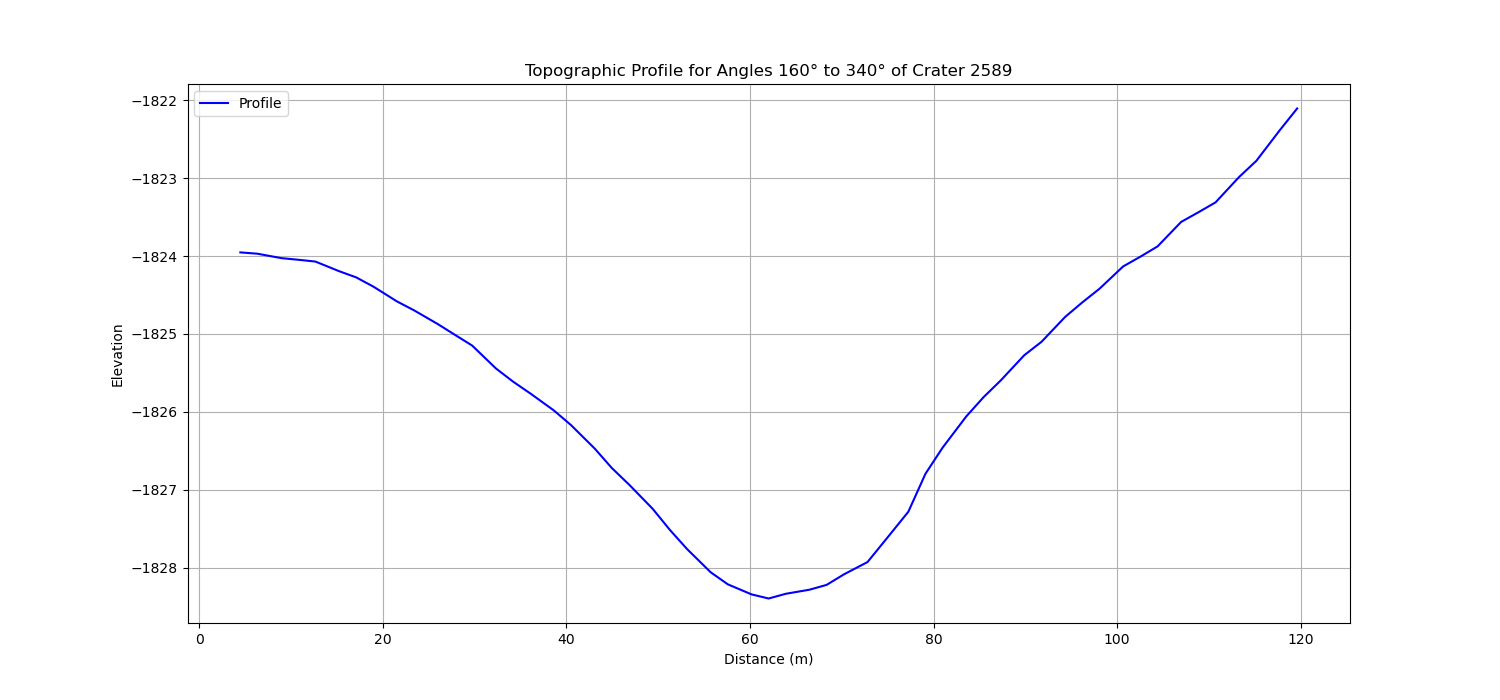 Topographic Profile for Angles 160° to 340° of Crater 2589
Profile
−1822
−1823
−1824
−1825
−1826
−1827
−1828
Elevation
0 20 40 60 80 100 120
Distance (m)